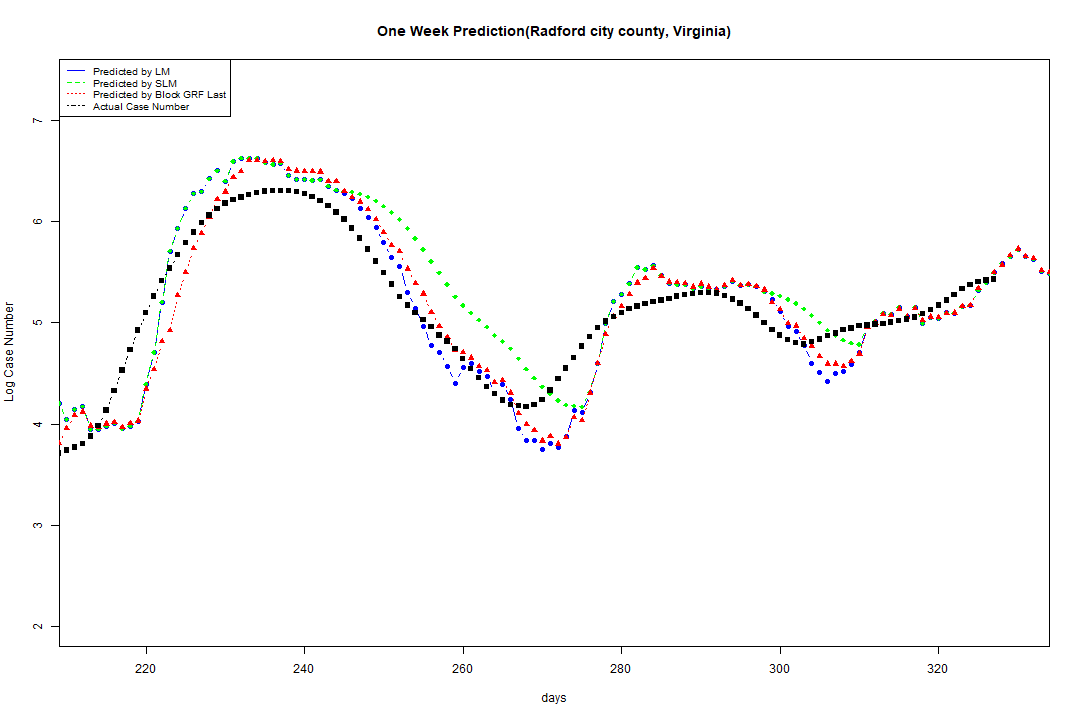 One Week Prediction(Radford city county, Virginia)
Predicted by LM
Predicted by SLM
Predicted by Block GRF Last
Actual Case Number
7
6
5
4
3
2
Log Case Number
220 240 260 280 300 320
days